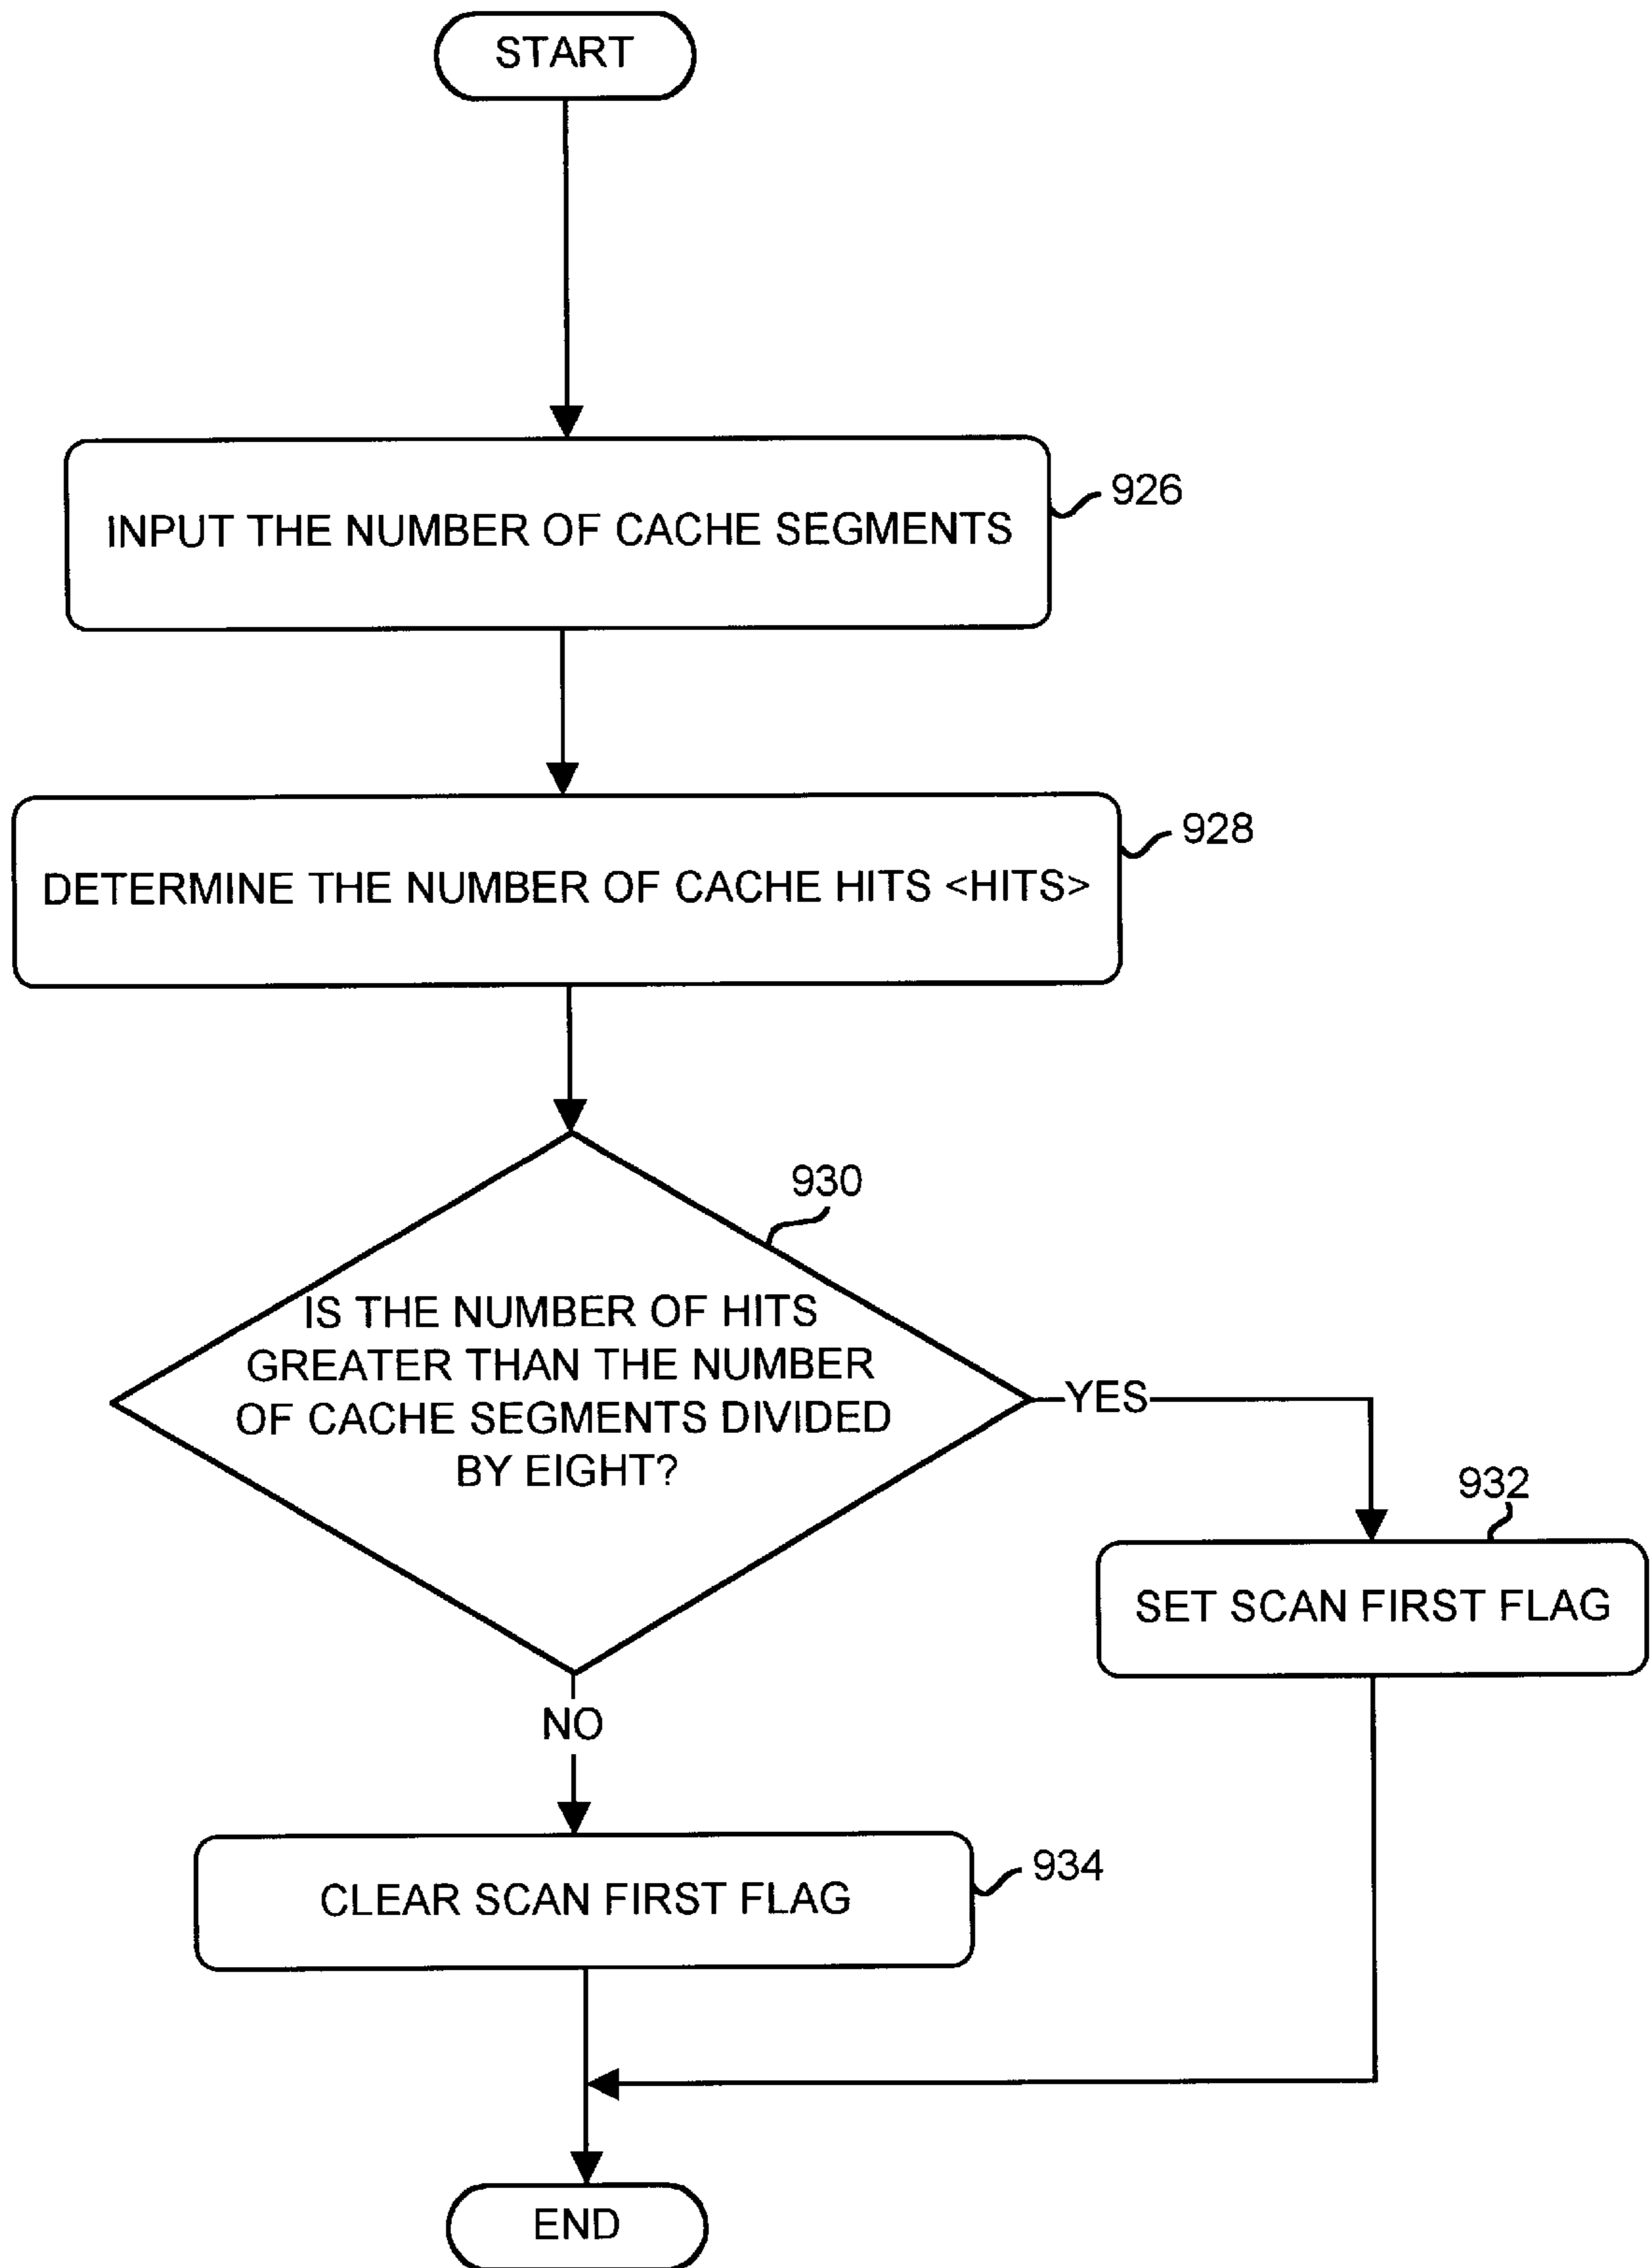 START
INPUT THE NUMBER OF CACHE SEGMENTS
926
DETERMINE THE NUMBER OF CACHE HITS <HITS>
928
930
IS THE NUMBER OF HITS
GREATER THAN THE NUMBER
OF CACHE SEGMENTS DIVIDED
BY EIGHT?
YES
932
SET SCAN FIRST FLAG
NO
CLEAR SCAN FIRST FLAG
934
END